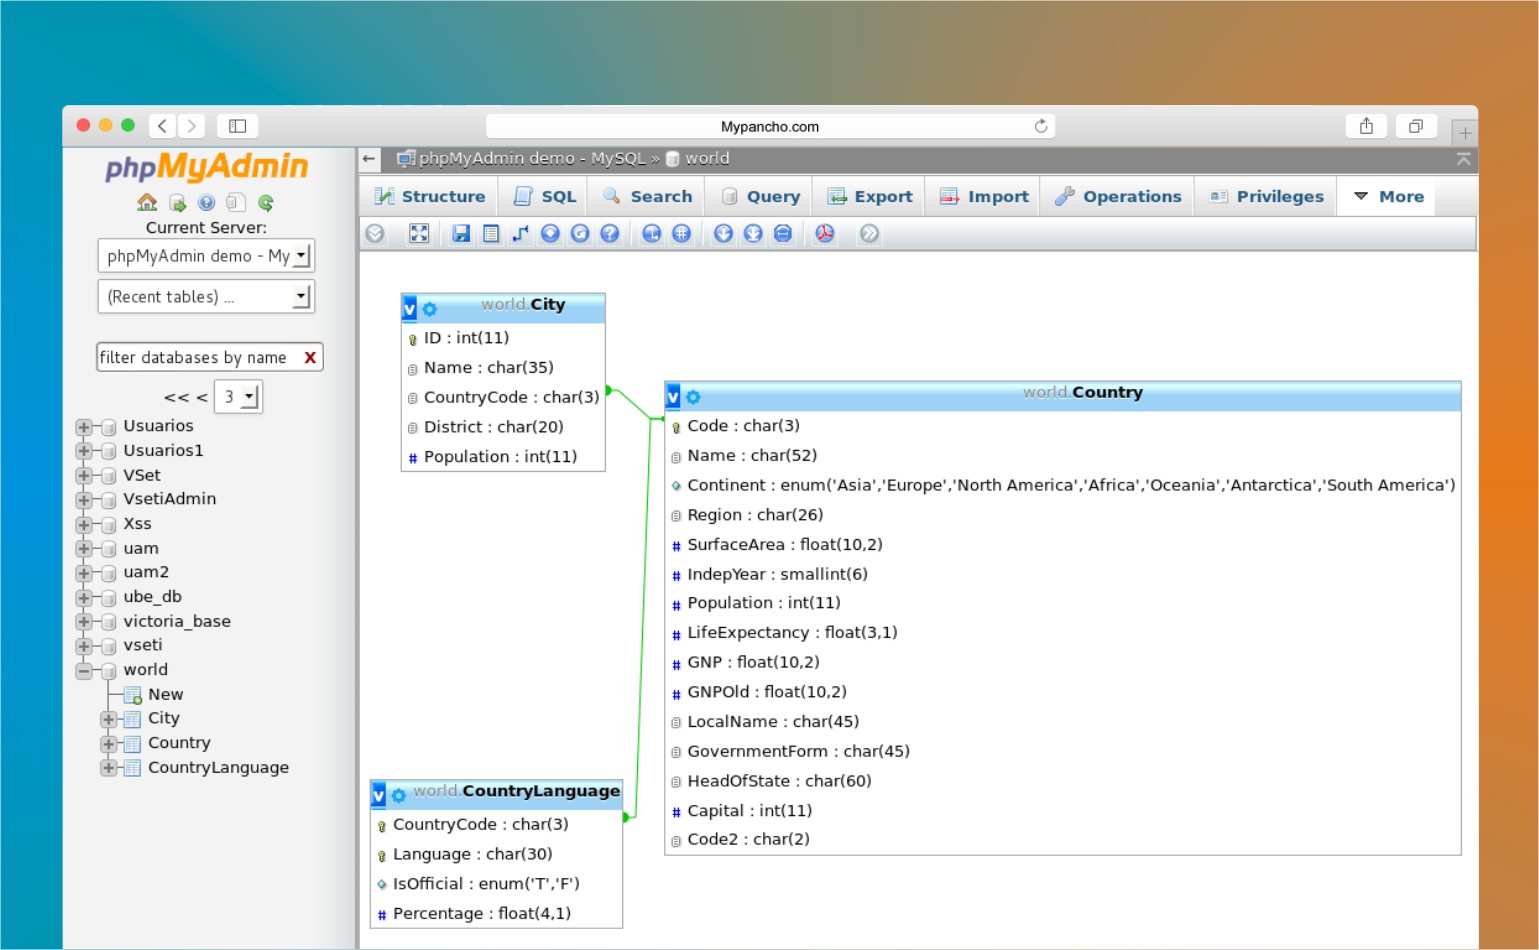 Mypancho.com
phpMyAdmin
phpMyAdmin demo - MySQL » world
Structure SQL Search Query Export Import Operations Privileges More
Current Server:
phpMyAdmin demo - My
(Recent tables) ...
filter databases by name X
<< < 3
Usuarios
Usuarios1
VSet
VsetiAdmin
Xss
uam
uam2
ube_db
victoria_base
vseti
world
New
City
Country
CountryLanguage
v world.City
ID : int(11)
Name : char(35)
CountryCode : char(3)
District : char(20)
# Population : int(11)
v world.Country
Code : char(3)
Name : char(52)
Continent : enum('Asia','Europe','North America','Africa','Oceania','Antarctica','South America')
Region : char(26)
# SurfaceArea : float(10,2)
# IndepYear : smallint(6)
# Population : int(11)
# LifeExpectancy : float(3,1)
# GNP : float(10,2)
# GNPOld : float(10,2)
LocalName : char(45)
GovernmentForm : char(45)
HeadOfState : char(60)
# Capital : int(11)
Code2 : char(2)
v world.CountryLanguage
CountryCode : char(3)
Language : char(30)
IsOfficial : enum('T','F')
# Percentage : float(4,1)